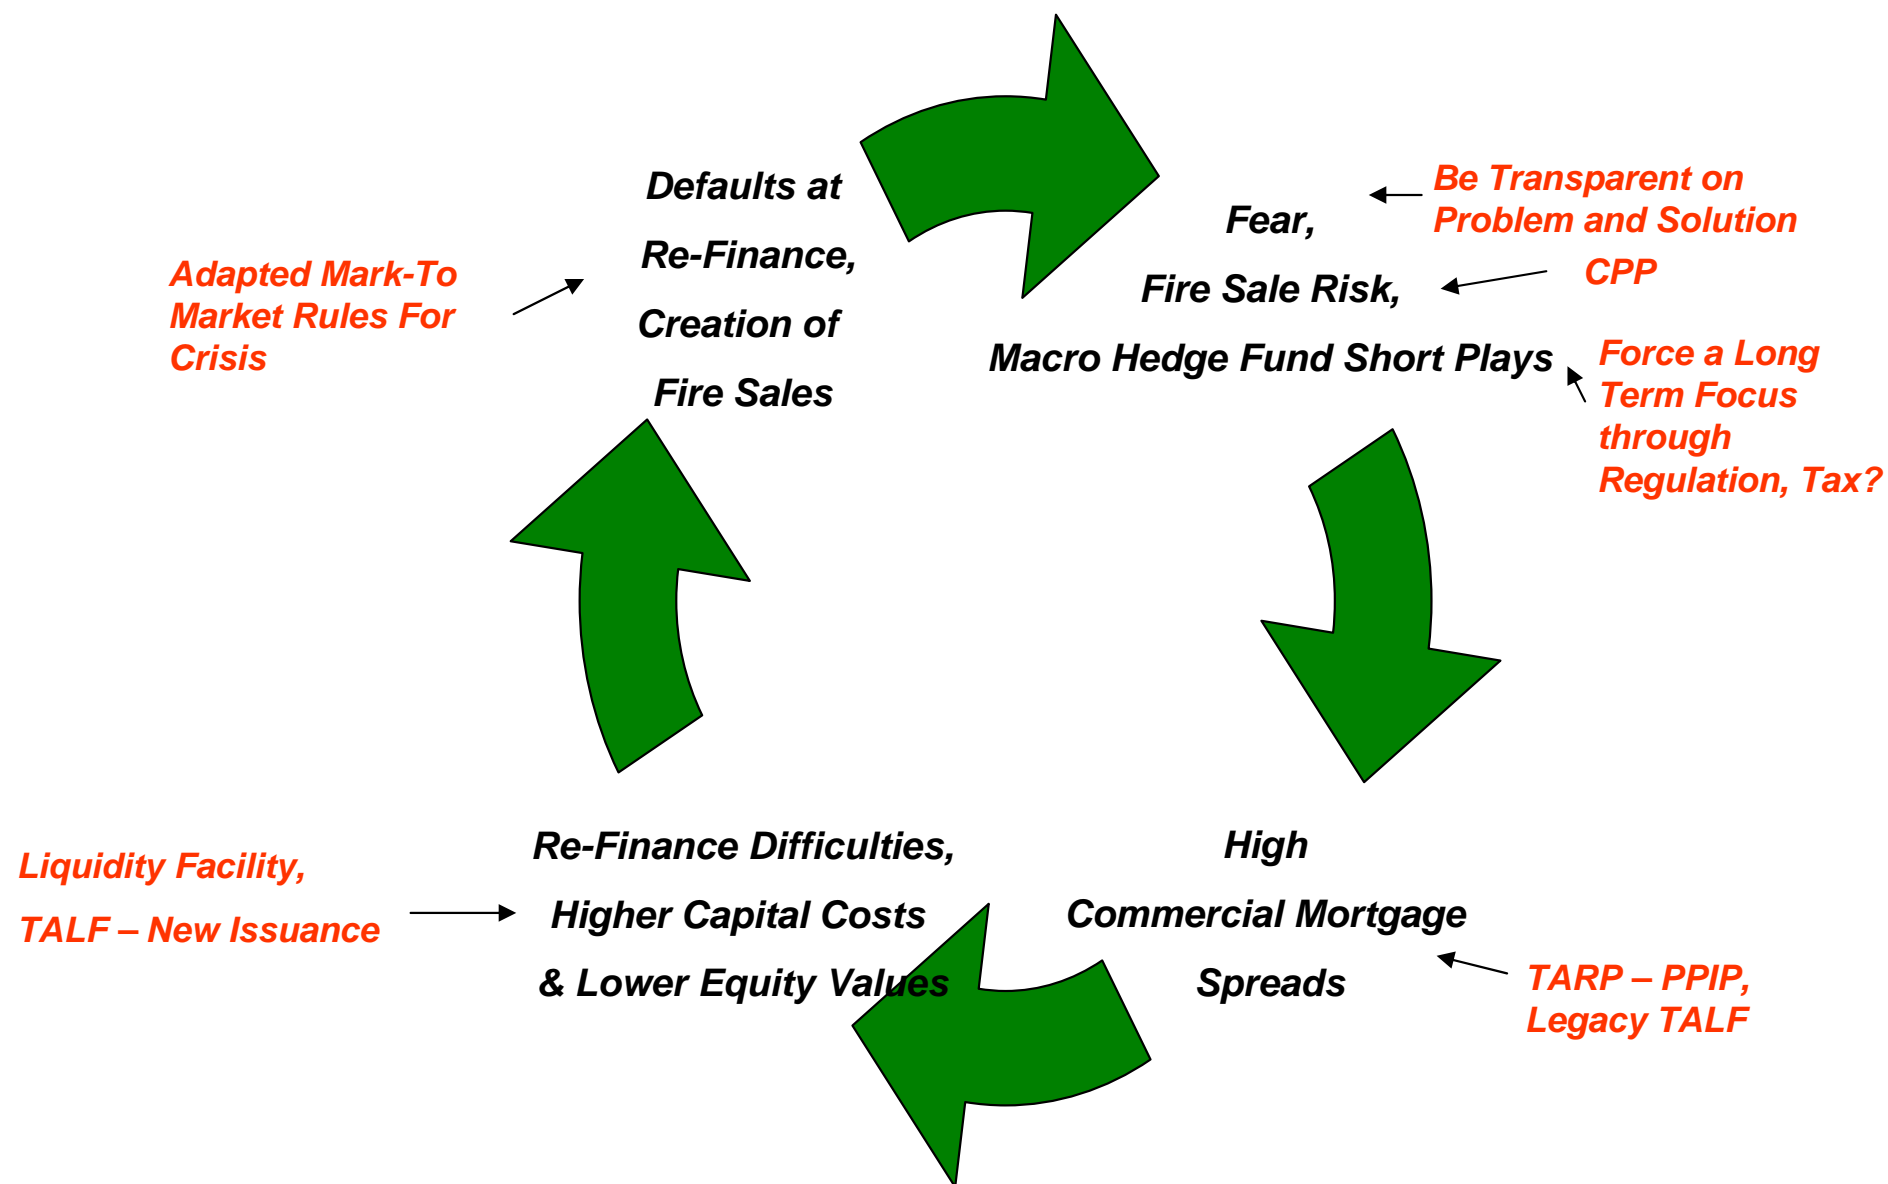 Defaults at
Re-Finance,
Creation of
Fire Sales
Adapted Mark-To
Market Rules For
Crisis
Fear,
Fire Sale Risk,
Macro Hedge Fund Short Plays
Be Transparent on
Problem and Solution
CPP
Force a Long
Term Focus
through
Regulation, Tax?
High
Commercial Mortgage
Spreads
TARP – PPIP,
Legacy TALF
Re-Finance Difficulties,
Higher Capital Costs
& Lower Equity Values
Liquidity Facility,
TALF – New Issuance